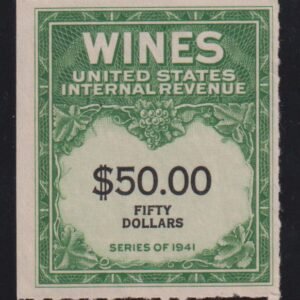 WINES
UNITED STATES
INTERNAL REVENUE
$50.00
FIFTY
DOLLARS
SERIES OF 1941